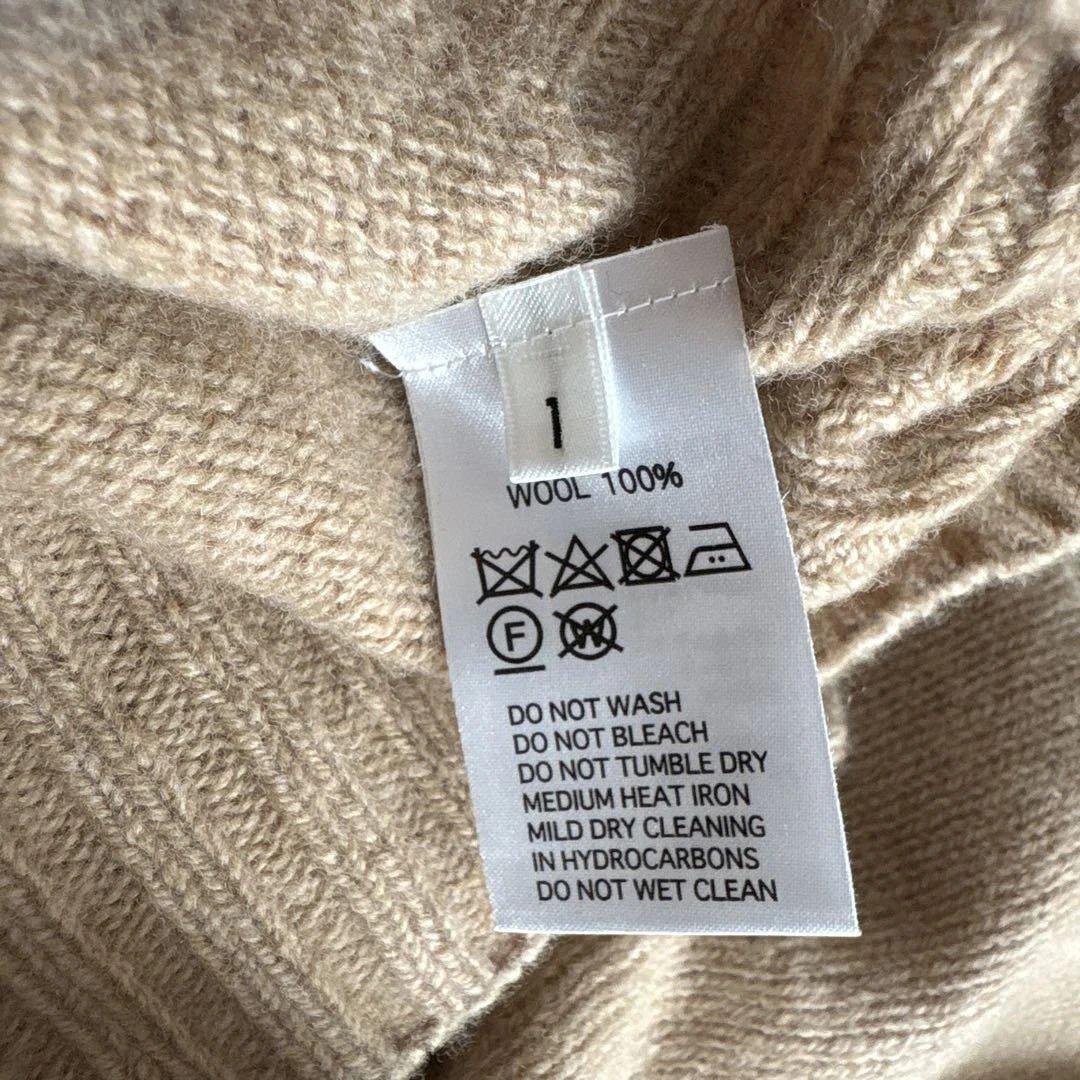 1
WOOL 100%
F W
DO NOT WASH
DO NOT BLEACH
DO NOT TUMBLE DRY
MEDIUM HEAT IRON
MILD DRY CLEANING
IN HYDROCARBONS
DO NOT WET CLEAN